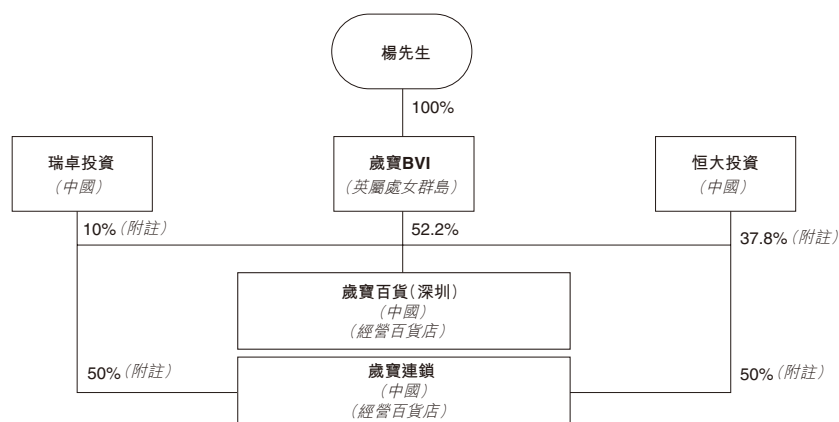 楊先生
100%
瑞卓投資
(中國)
歲寶BVI
(英屬處女群島)
恒大投資
(中國)
10%(附註)
52.2%
37.8%(附註)
歲寶百貨(深圳)
(中國)
(經營百貨店)
50%(附註)
歲寶連鎖
(中國)
(經營百貨店)
50%(附註)